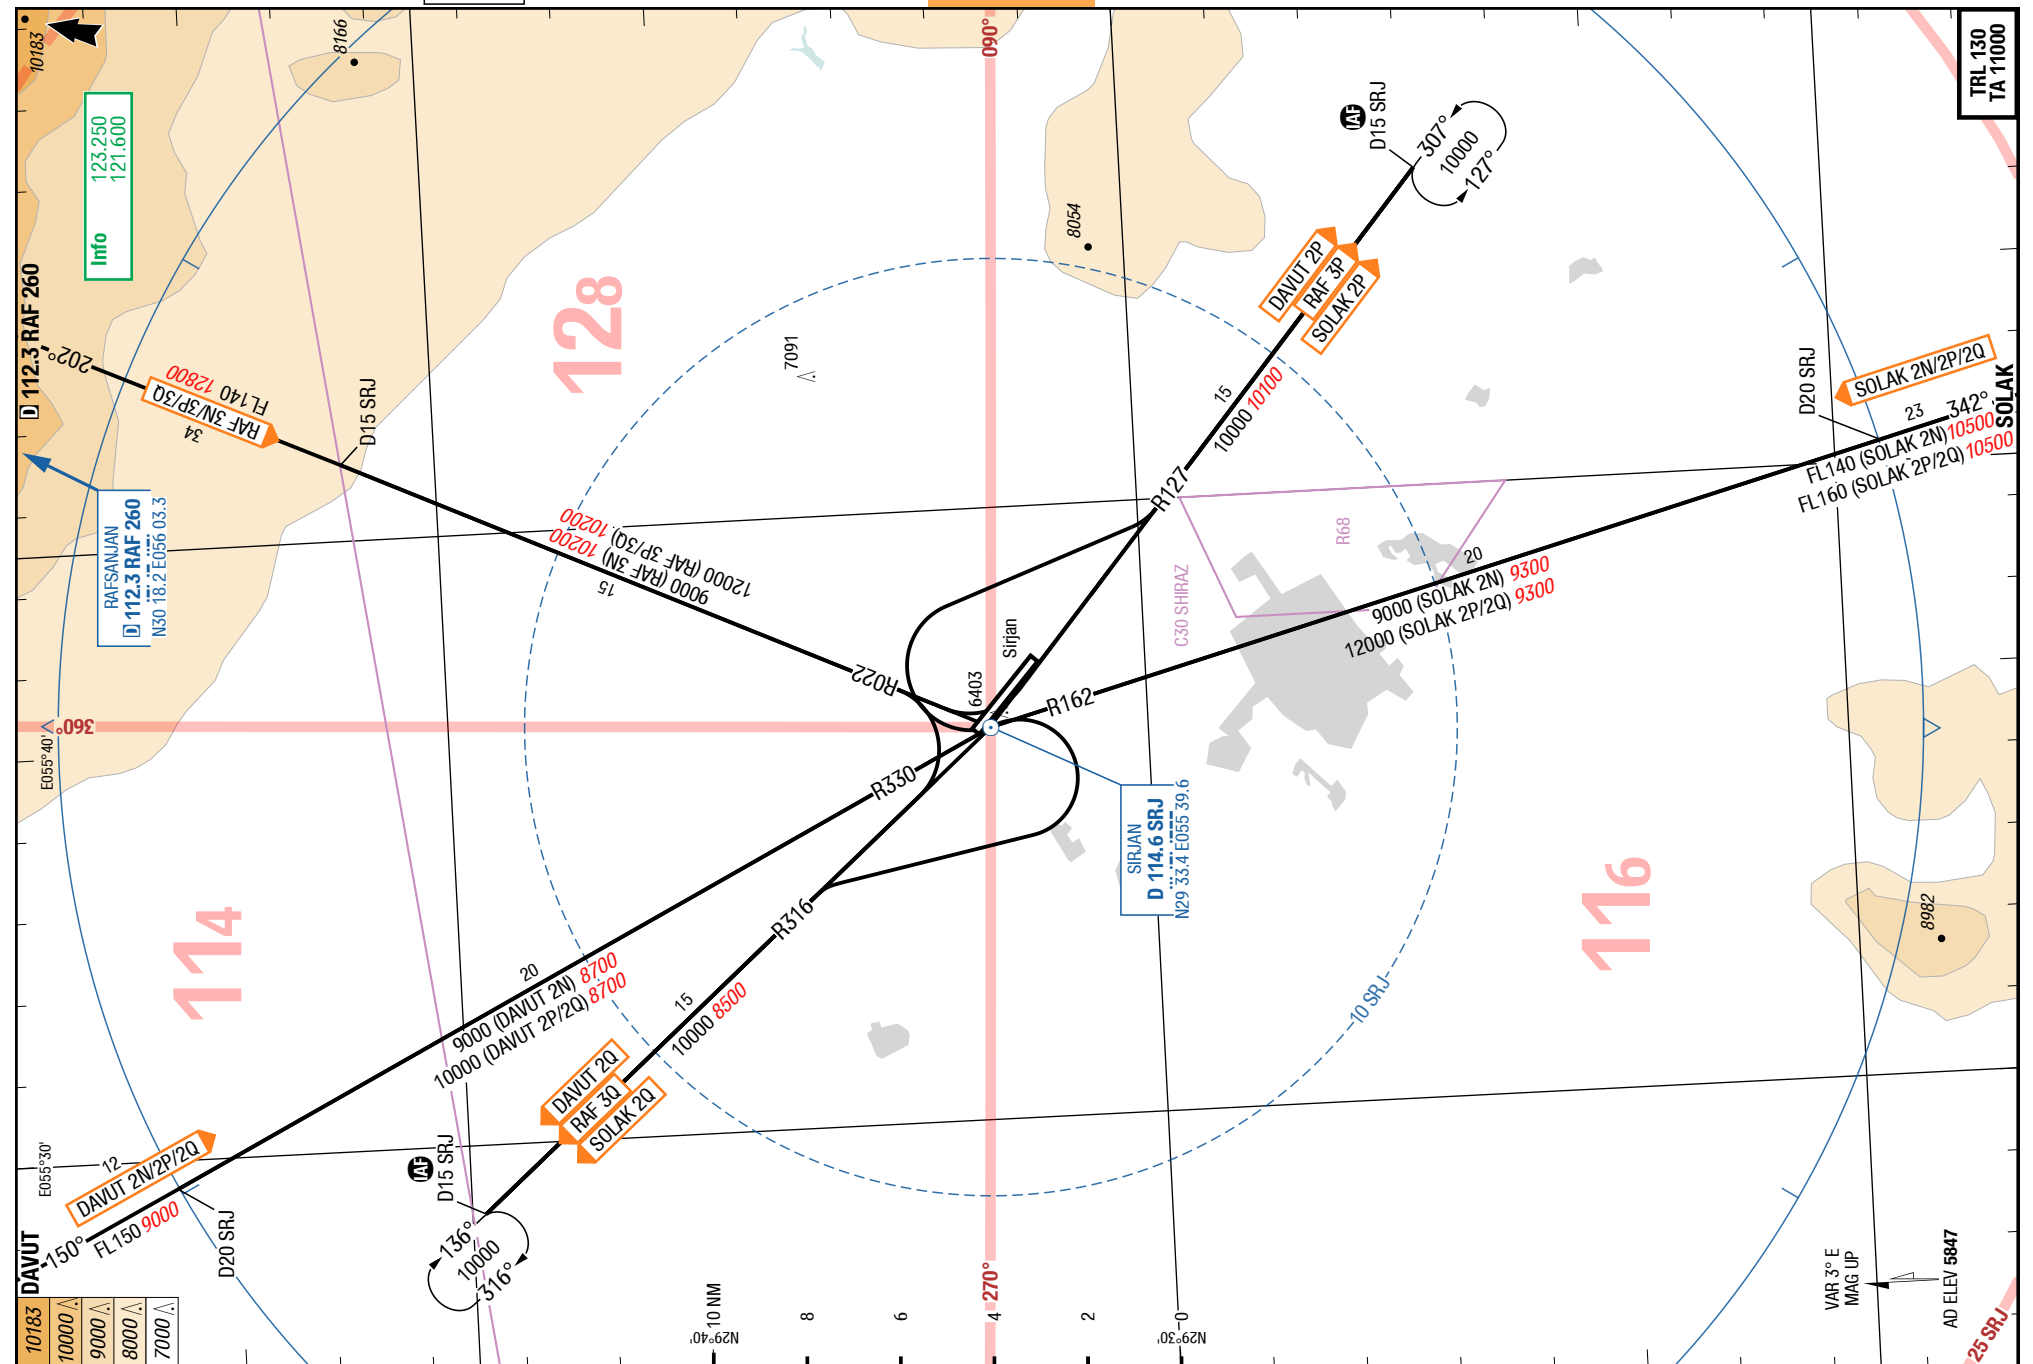 10183
8166
Info 123.250
121.600
D 112.3 RAF 260
202°
FL140 12800
RAF 3N/3P/3Q
34
D15 SRJ
RAFSANJAN
D 112.3 RAF 260
N30 18.2 E056 03.3
128
7091
090°
8054
IAF
D15 SRJ
307°
10000
127°
DAVUT 2P
RAF 3P
SOLAK 2P
15
10000 10100
R127
TRL 130
TA 11000
D20 SRJ
SOLAK 2N/2P/2Q
23
342°
SOLAK
FL140 (SOLAK 2N) 10500
FL160 (SOLAK 2P/2Q) 10500
12000 (RAF 3P/3Q) 10200
9000 (RAF 3N) 10200
15
R022
C30 SHIRAZ
R68
20
9000 (SOLAK 2N) 9300
12000 (SOLAK 2P/2Q) 9300
R162
Sirjan
6403
360°
E055°40'
R330
R316
SIRJAN
D 114.6 SRJ
N29 33.4 E055 39.6
114
116
8982
10 SRJ
20
9000 (DAVUT 2N) 8700
10000 (DAVUT 2P/2Q) 8700
15
10000 8500
DAVUT 2Q
RAF 3Q
SOLAK 2Q
IAF
D15 SRJ
136°
10000
316°
E055°30'
12
DAVUT 2N/2P/2Q
DAVUT
150°
FL150 9000
D20 SRJ
10183
10000
9000
8000
7000
10 NM
8
6
4
2
0
N29°40'
N29°30'
270°
VAR 3° E
MAG UP
AD ELEV 5847
25 SRJ